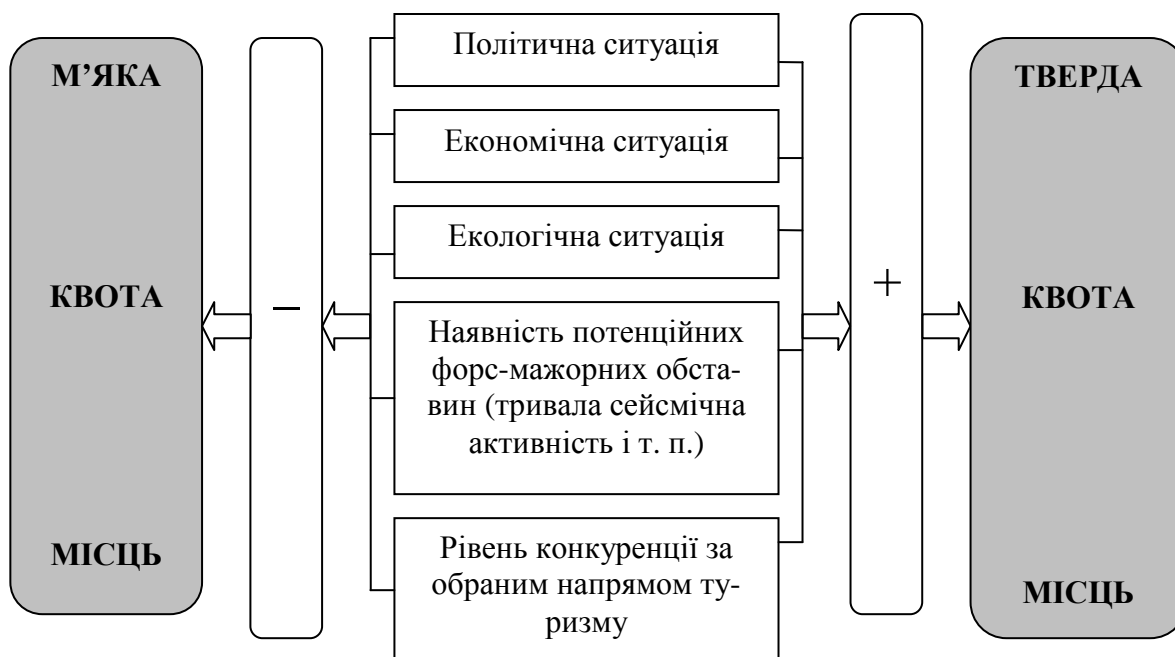 М’ЯКА
КВОТА
МІСЦЬ
–
Політична ситуація
Економічна ситуація
Екологічна ситуація
Наявність потенційних
форс-мажорних обста-
вин (тривала сейсмічна
активність і т. п.)
Рівень конкуренції за
обраним напрямом ту-
ризму
+
ТВЕРДА
КВОТА
МІСЦЬ